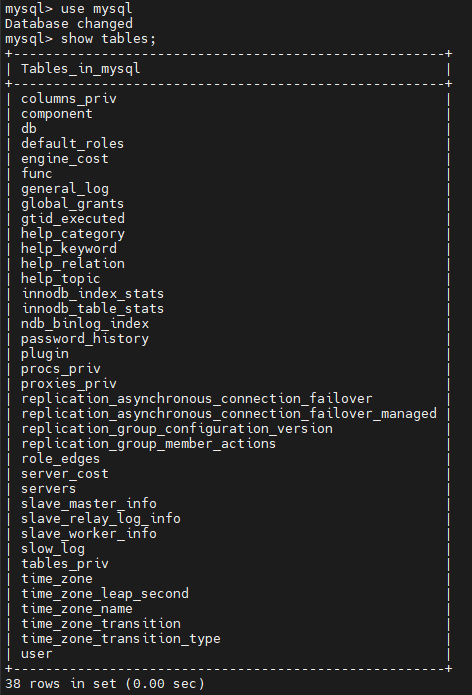 mysql> use mysql
Database changed
mysql> show tables;
+------------------------------------------------------+
| Tables_in_mysql                                      |
+------------------------------------------------------+
| columns_priv                                         |
| component                                            |
| db                                                   |
| default_roles                                        |
| engine_cost                                          |
| func                                                 |
| general_log                                          |
| global_grants                                        |
| gtid_executed                                        |
| help_category                                        |
| help_keyword                                         |
| help_relation                                        |
| help_topic                                           |
| innodb_index_stats                                   |
| innodb_table_stats                                   |
| ndb_binlog_index                                     |
| password_history                                     |
| plugin                                               |
| procs_priv                                           |
| proxies_priv                                         |
| replication_asynchronous_connection_failover         |
| replication_asynchronous_connection_failover_managed |
| replication_group_configuration_version              |
| replication_group_member_actions                     |
| role_edges                                           |
| server_cost                                          |
| servers                                              |
| slave_master_info                                    |
| slave_relay_log_info                                 |
| slave_worker_info                                    |
| slow_log                                             |
| tables_priv                                          |
| time_zone                                            |
| time_zone_leap_second                                |
| time_zone_name                                       |
| time_zone_transition                                 |
| time_zone_transition_type                            |
| user                                                 |
+------------------------------------------------------+
38 rows in set (0.00 sec)